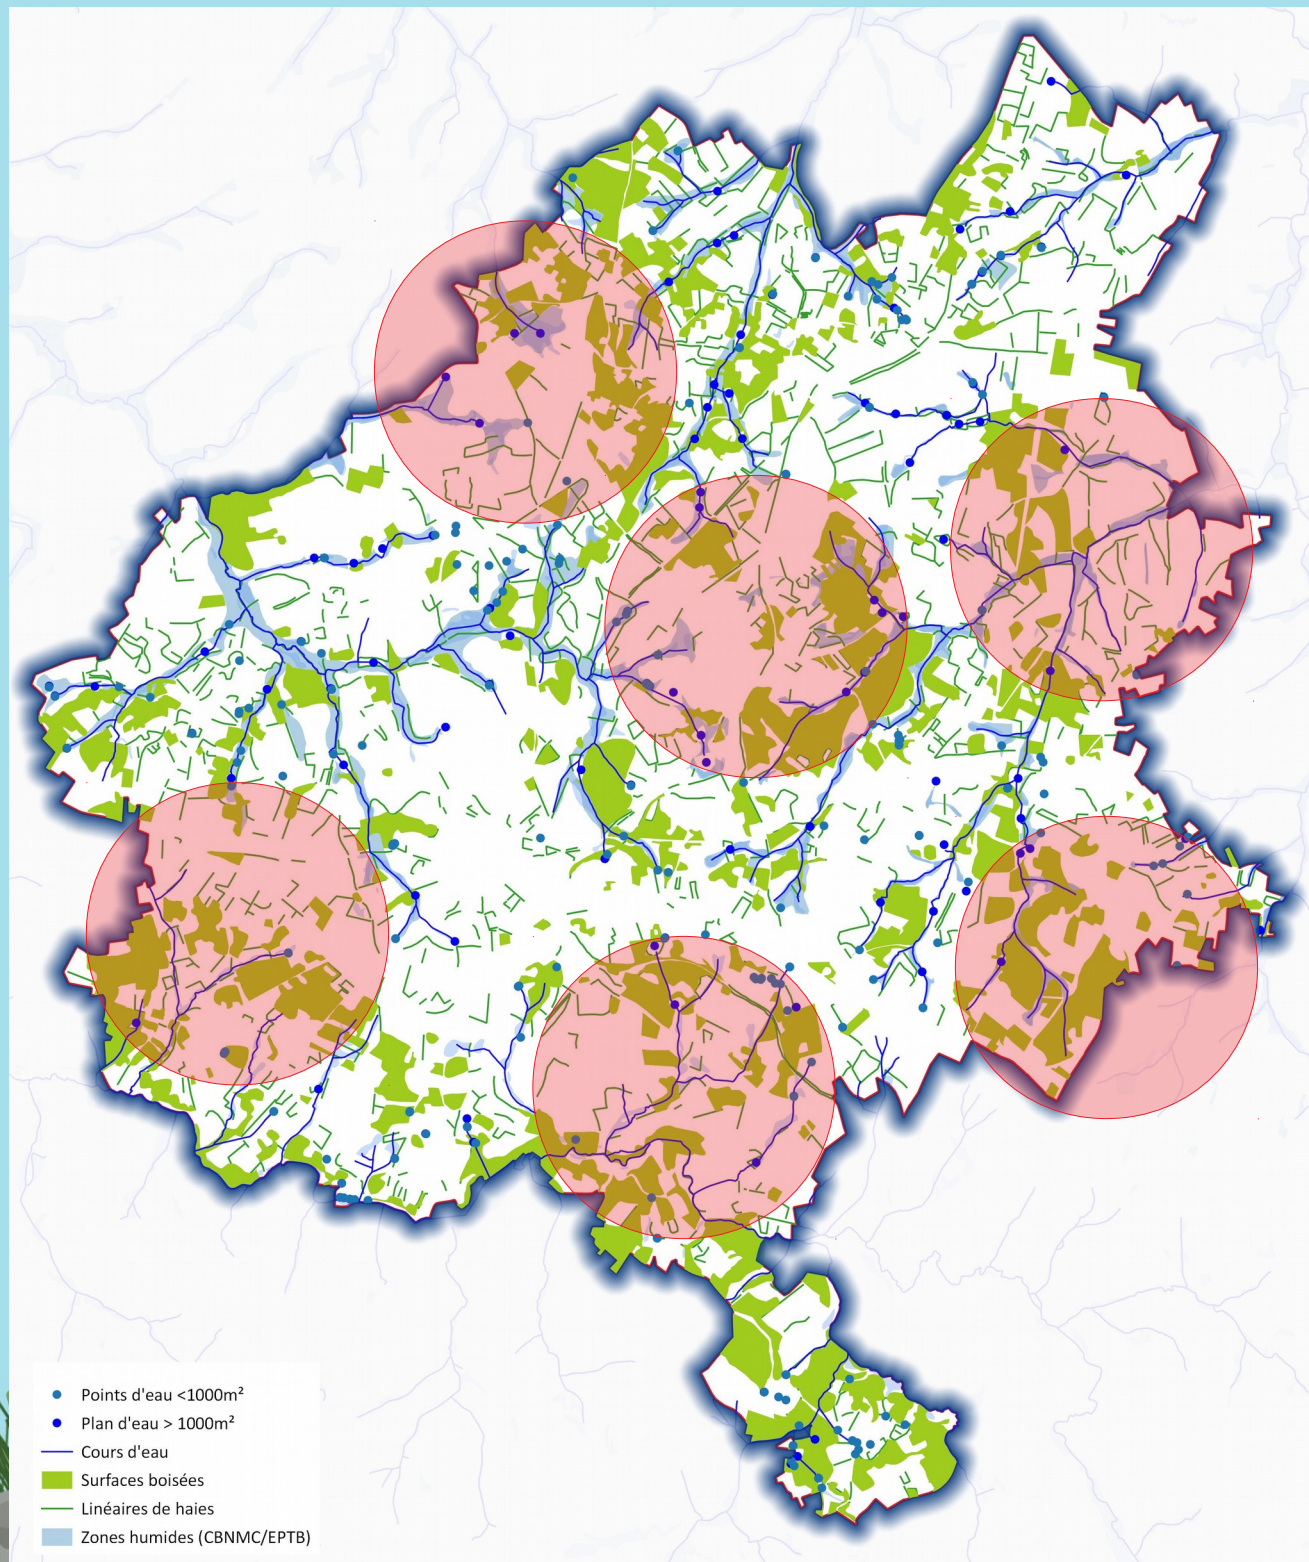 Points d'eau <1000m²
Plan d'eau > 1000m²
Cours d'eau
Surfaces boisées
Linéaires de haies
Zones humides (CBNMC/EPTB)